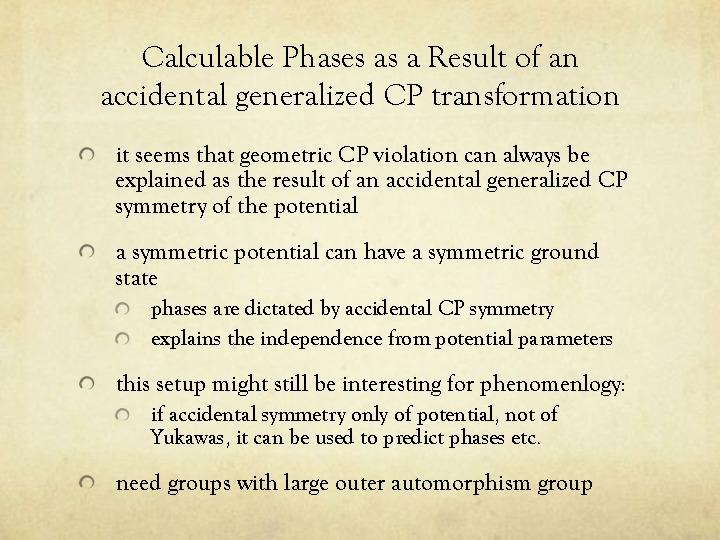 Calculable Phases as a Result of an
accidental generalized CP transformation
it seems that geometric CP violation can always be
explained as the result of an accidental generalized CP
symmetry of the potential
a symmetric potential can have a symmetric ground
state
phases are dictated by accidental CP symmetry
explains the independence from potential parameters
this setup might still be interesting for phenomenlogy:
if accidental symmetry only of potential, not of
Yukawas, it can be used to predict phases etc.
need groups with large outer automorphism group